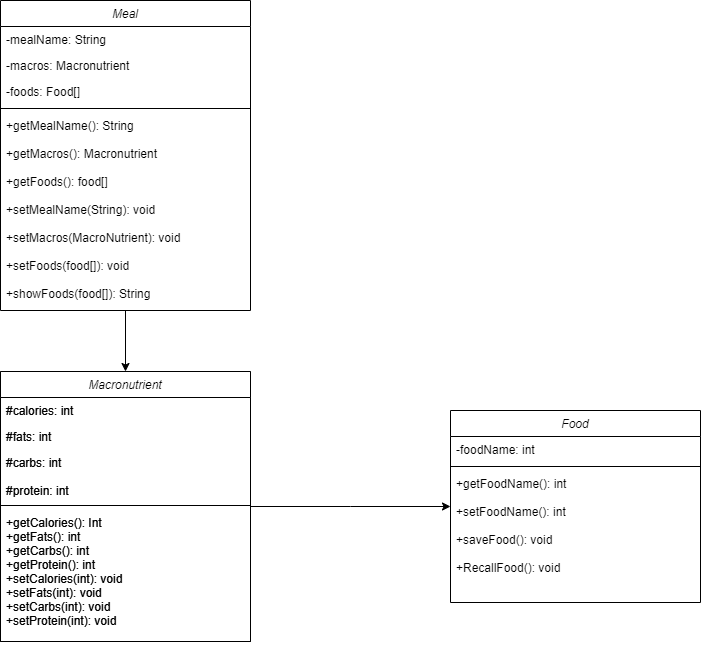 Meal
-mealName: String
-macros: Macronutrient
-foods: Food[]
+getMealName(): String
+getMacros(): Macronutrient
+getFoods(): food[]
+setMealName(String): void
+setMacros(MacroNutrient): void
+setFoods(food[]): void
+showFoods(food[]): String
Macronutrient
#calories: int
#fats: int
#carbs: int
#protein: int
+getCalories(): Int
+getFats(): int
+getCarbs(): int
+getProtein(): int
+setCalories(int): void
+setFats(int): void
+setCarbs(int): void
+setProtein(int): void
Food
-foodName: int
+getFoodName(): int
+setFoodName(): int
+saveFood(): void
+RecallFood(): void